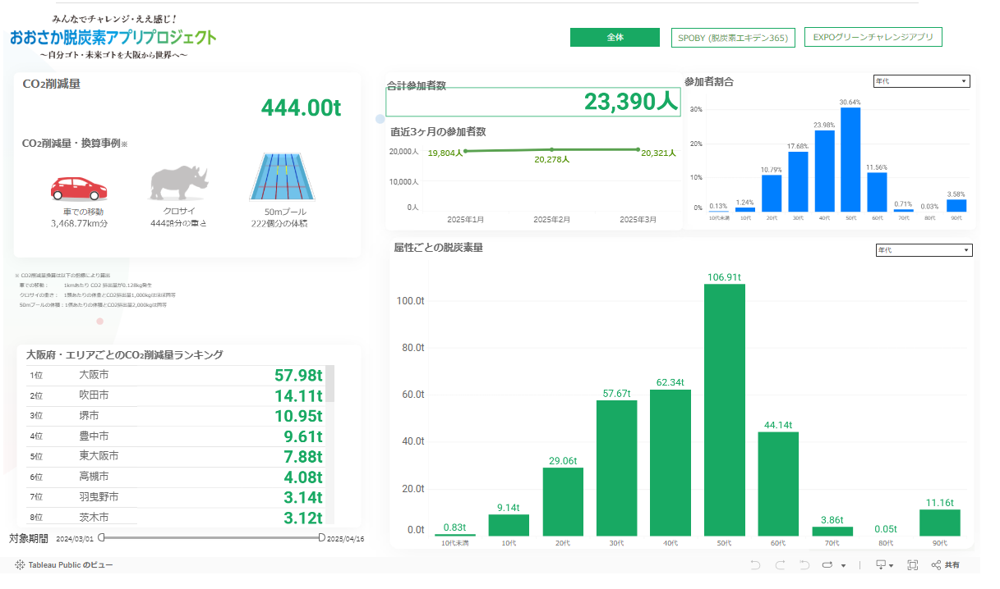 みんなでチャレンジ・ええ感じ！
おおさか脱炭素アプリプロジェクト
～自分ゴト・未来ゴトを大阪から世界へ～
全体
SPOBY (脱炭素エキデン365)
EXPOグリーンチャレンジアプリ
CO₂削減量
444.00t
CO₂削減量・換算事例※
車での移動
3,468.77km分
クロサイ
444頭分の重さ
50mプール
222個分の体積
※ CO2削減量換算は以下の指標により算出
車での移動： 1kmあたり CO2 排出量が0.128kg発生
クロサイの重さ： 1頭あたりの体重とCO2排出量1,000kgはほぼ同等
50mプールの体積：1個あたりの体積とCO2排出量2,000kgは同等
合計参加者数
23,390人
直近3ヶ月の参加者数
20,000人
10,000人
0人
19,804人
20,278人
20,321人
2025年1月
2025年2月
2025年3月
参加者割合
年代
30%
20%
10%
0%
0.13%
1.24%
10.79%
17.68%
23.98%
30.64%
11.56%
0.71%
0.03%
3.58%
10代未満
10代
20代
30代
40代
50代
60代
70代
80代
90代
大阪府・エリアごとのCO₂削減量ランキング
1位 大阪市 57.98t
2位 吹田市 14.11t
3位 堺市 10.95t
4位 豊中市 9.61t
5位 東大阪市 7.88t
6位 高槻市 4.08t
7位 羽曳野市 3.14t
8位 茨木市 3.12t
対象期間 2024/03/01 2025/04/16
属性ごとの脱炭素量
年代
100.0t
80.0t
60.0t
40.0t
20.0t
0.0t
0.83t
9.14t
29.06t
57.67t
62.34t
106.91t
44.14t
3.86t
0.05t
11.16t
10代未満
10代
20代
30代
40代
50代
60代
70代
80代
90代
Tableau Public のビュー
共有